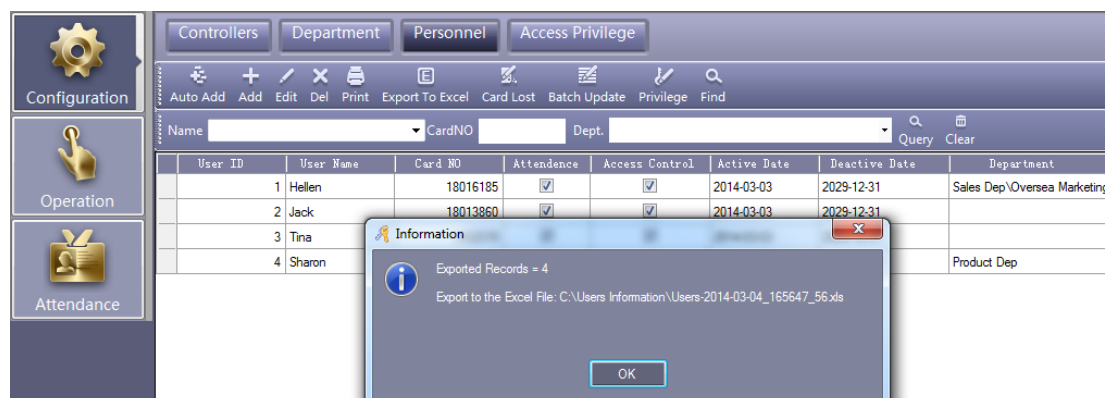 Controllers Department Personnel Access Privilege
Auto Add Add Edit Del Print Export To Excel Card Lost Batch Update Privilege Find
Configuration
Name CardNO Dept. Query Clear
User ID User Name Card NO Attendence Access Control Active Date Deactive Date Department
1 Hellen 18016185 2014-03-03 2029-12-31 Sales Dep\Oversea Marketing
2 Jack 18013860 2014-03-03 2029-12-31
3 Tina
4 Sharon Product Dep
Operation
Attendance
Information
Exported Records = 4
Export to the Excel File: C:\Users Information\Users-2014-03-04_165647_56.xls
OK